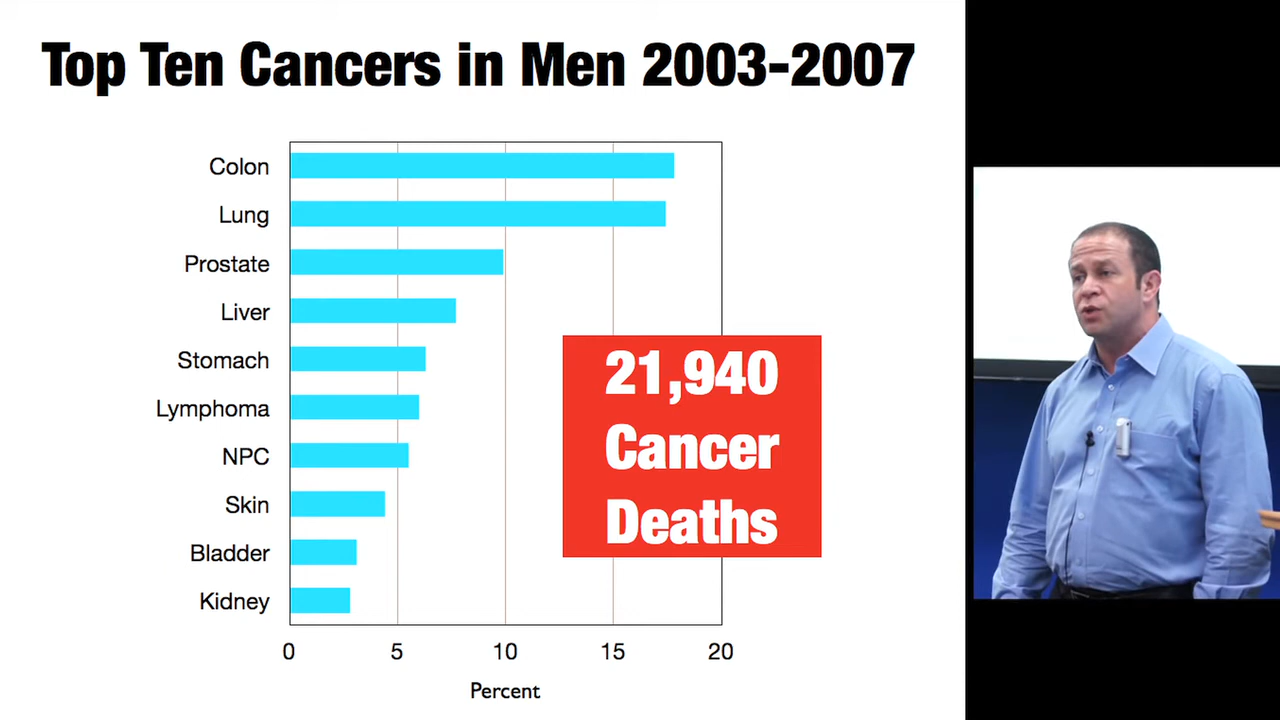 Top Ten Cancers in Men 2003-2007
Colon
Lung
Prostate
Liver
Stomach
Lymphoma
NPC
Skin
Bladder
Kidney
21,940
Cancer
Deaths
0 5 10 15 20
Percent